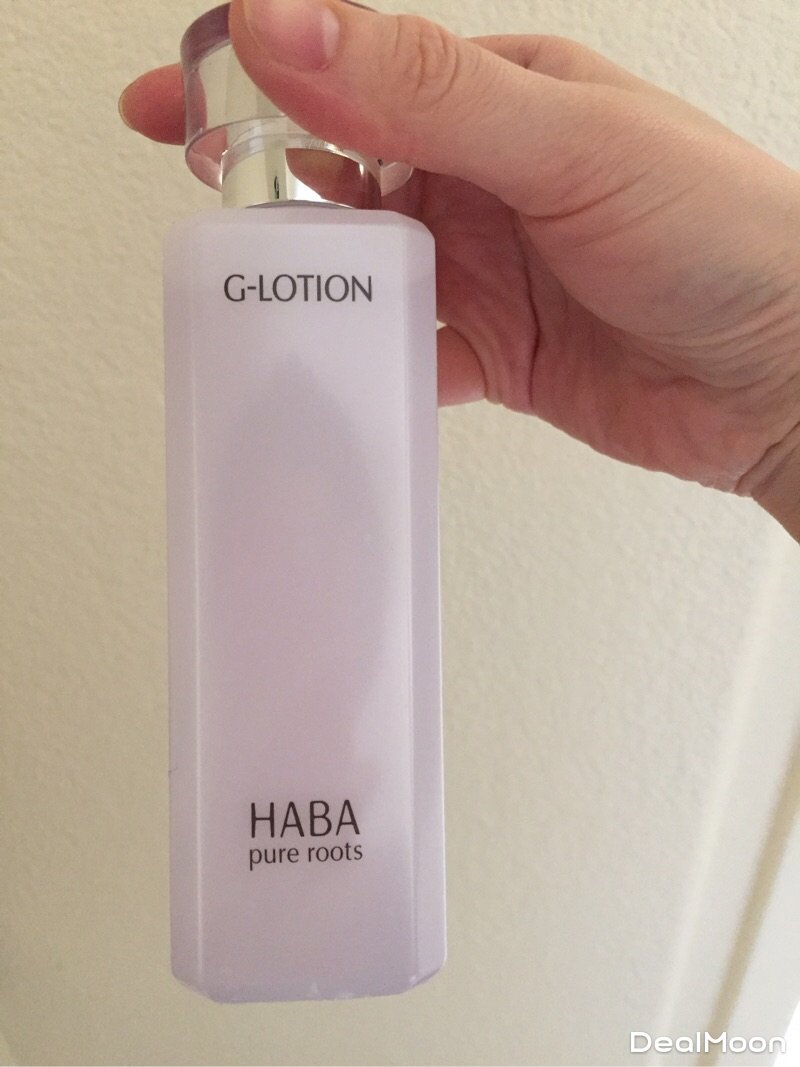 G-LOTION
HABA
pure roots
DealMoon